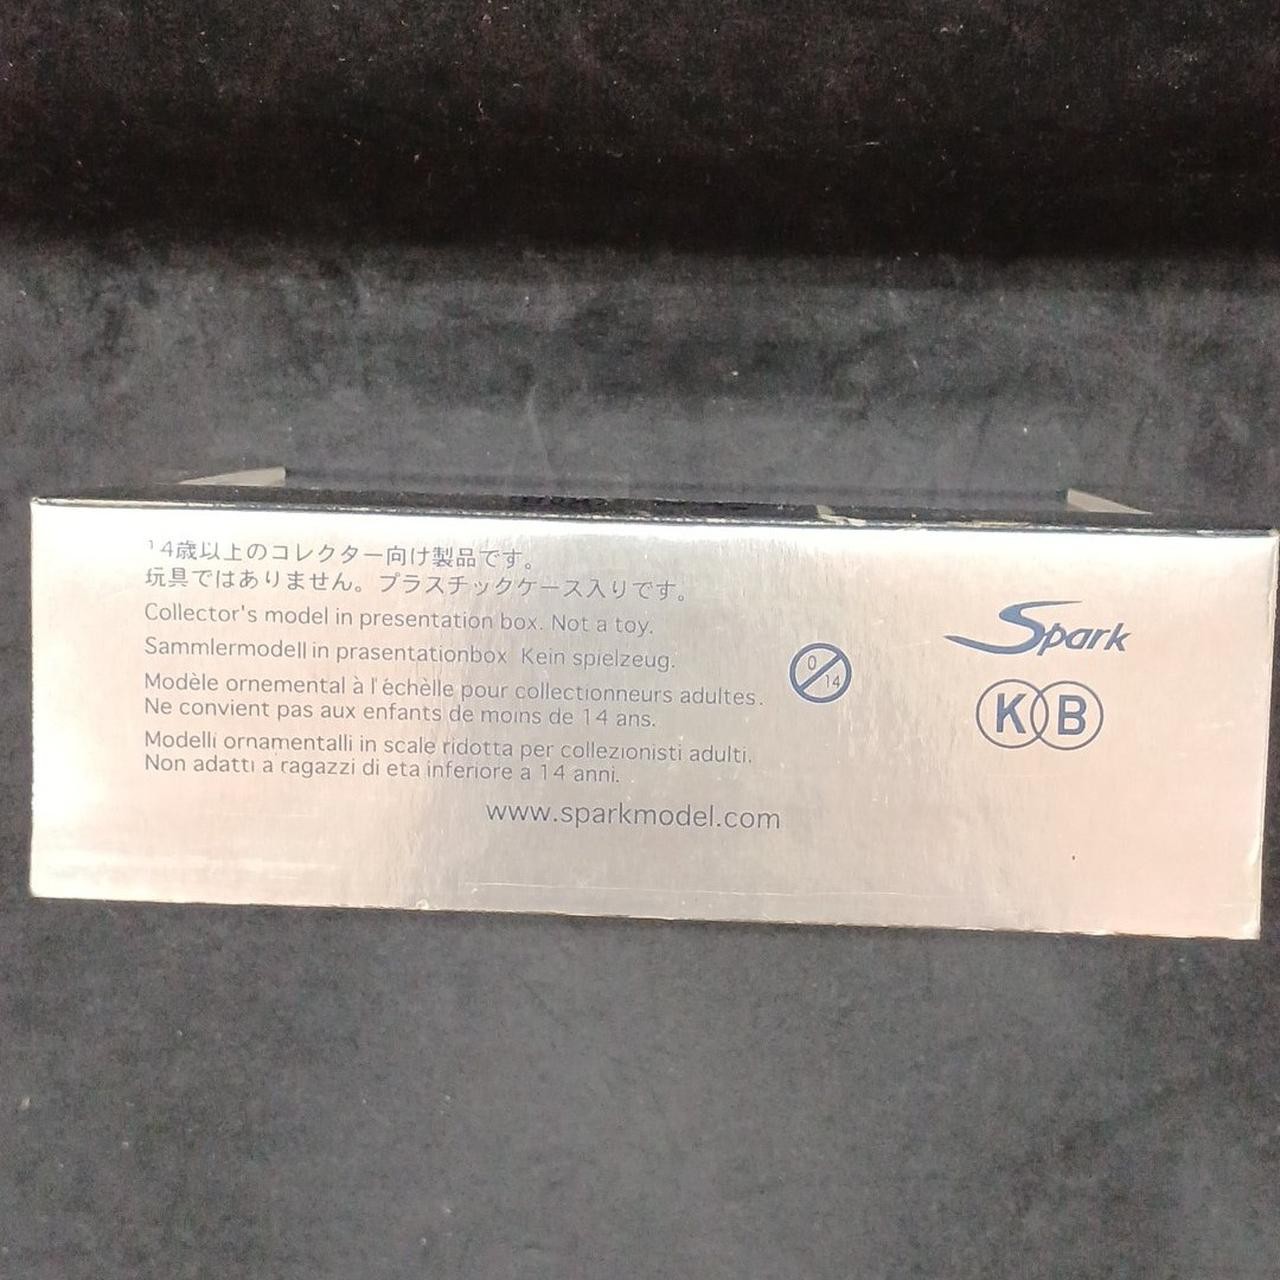 14歳以上のコレクター向け製品です。
玩具ではありません。プラスチックケース入りです。
Collector's model in presentation box. Not a toy.
Sammlermodell in prasentationbox Kein spielzeug.
Modèle ornemental à l'échèlle pour collectionneurs adultes.
Ne convient pas aux enfants de moins de 14 ans.
Modelli ornamentalli in scale ridotta per collezionisti adulti.
Non adatti a ragazzi di eta inferiore a 14 anni.
www.sparkmodel.com
0
14
Spark
K B